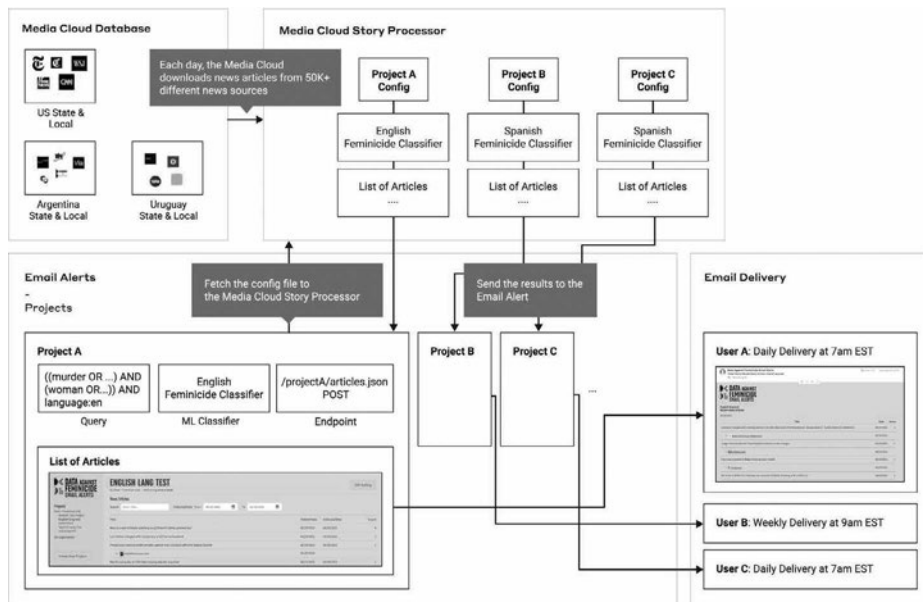 Media Cloud Database
US State &
Local
Argentina
State & Local
Uruguay
State & Local
Each day, the Media Cloud
downloads news articles from 50K+
different news sources
Media Cloud Story Processor
Project A
Config
English
Feminicide Classifier
List of Articles
....
Project B
Config
Spanish
Feminicide Classifier
List of Articles
....
Project C
Config
Spanish
Feminicide Classifier
List of Articles
....
Email Alerts
-
Projects
Fetch the config file to
the Media Cloud Story Processor
Send the results to the
Email Alert
Project A
((murder OR ...) AND
(woman OR...)) AND
language:en
Query
English
Feminicide Classifier
ML Classifier
/projectA/articles.json
POST
Endpoint
List of Articles
DATA AGAINST
FEMINICIDE
EMAIL ALERTS
ENGLISH LANG TEST
Project B
Project C
...
Email Delivery
User A: Daily Delivery at 7am EST
DATA AGAINST
FEMINICIDE
EMAIL ALERTS
User B: Weekly Delivery at 9am EST
User C: Daily Delivery at 7am EST